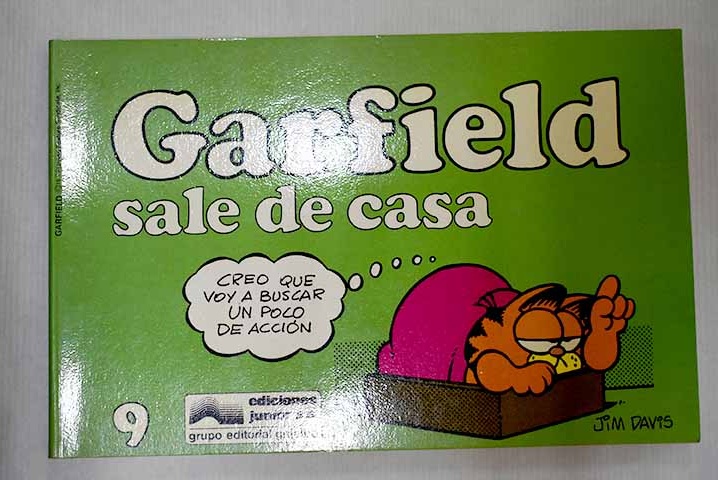 GARFIELD
Garfield
sale de casa
CREO QUE
VOY A BUSCAR
UN POCO
DE ACCIÓN
9
ediciones
junior s.a.
grupo editorial
JIM DAVIS